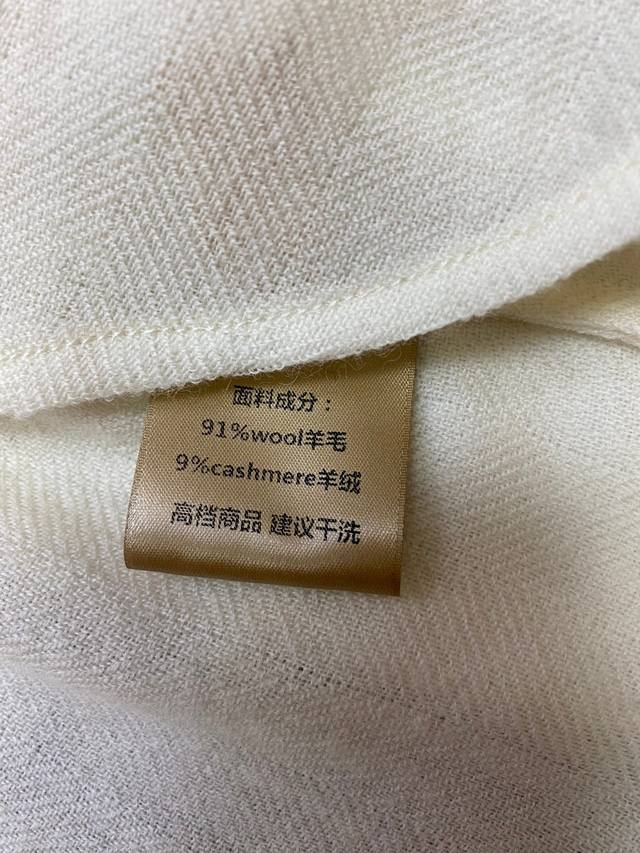 面料成分：
91%wool羊毛
9%cashmere羊绒
高档商品 建议干洗